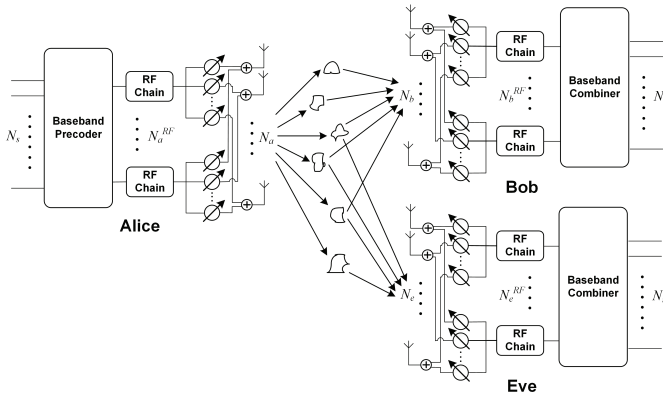 N_s
Baseband
Precoder
RF
Chain
N_a^{RF}
RF
Chain
N_a
Alice
N_b
RF
Chain
N_b^{RF}
RF
Chain
Baseband
Combiner
Bob
N_e
RF
Chain
N_e^{RF}
RF
Chain
Baseband
Combiner
Eve